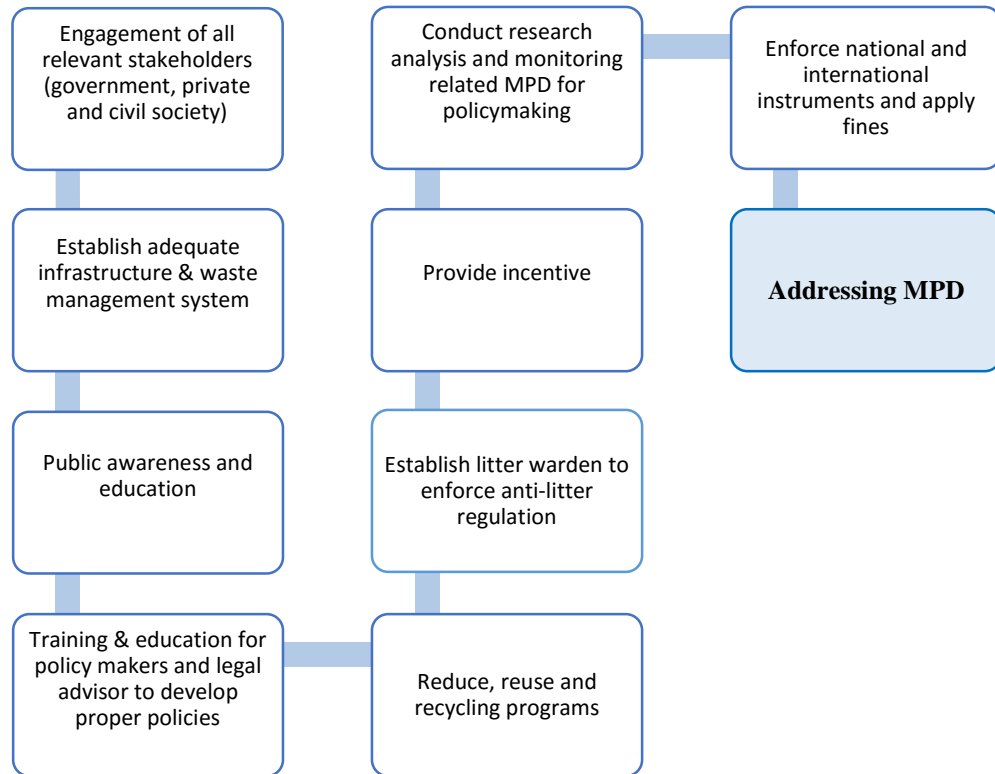 Engagement of all
relevant stakeholders
(government, private
and civil society)
Establish adequate
infrastructure & waste
management system
Public awareness and
education
Training & education for
policy makers and legal
advisor to develop
proper policies
Reduce, reuse and
recycling programs
Establish litter warden to
enforce anti-litter
regulation
Provide incentive
Conduct research
analysis and monitoring
related MPD for
policymaking
Enforce national and
international
instruments and apply
fines
Addressing MPD